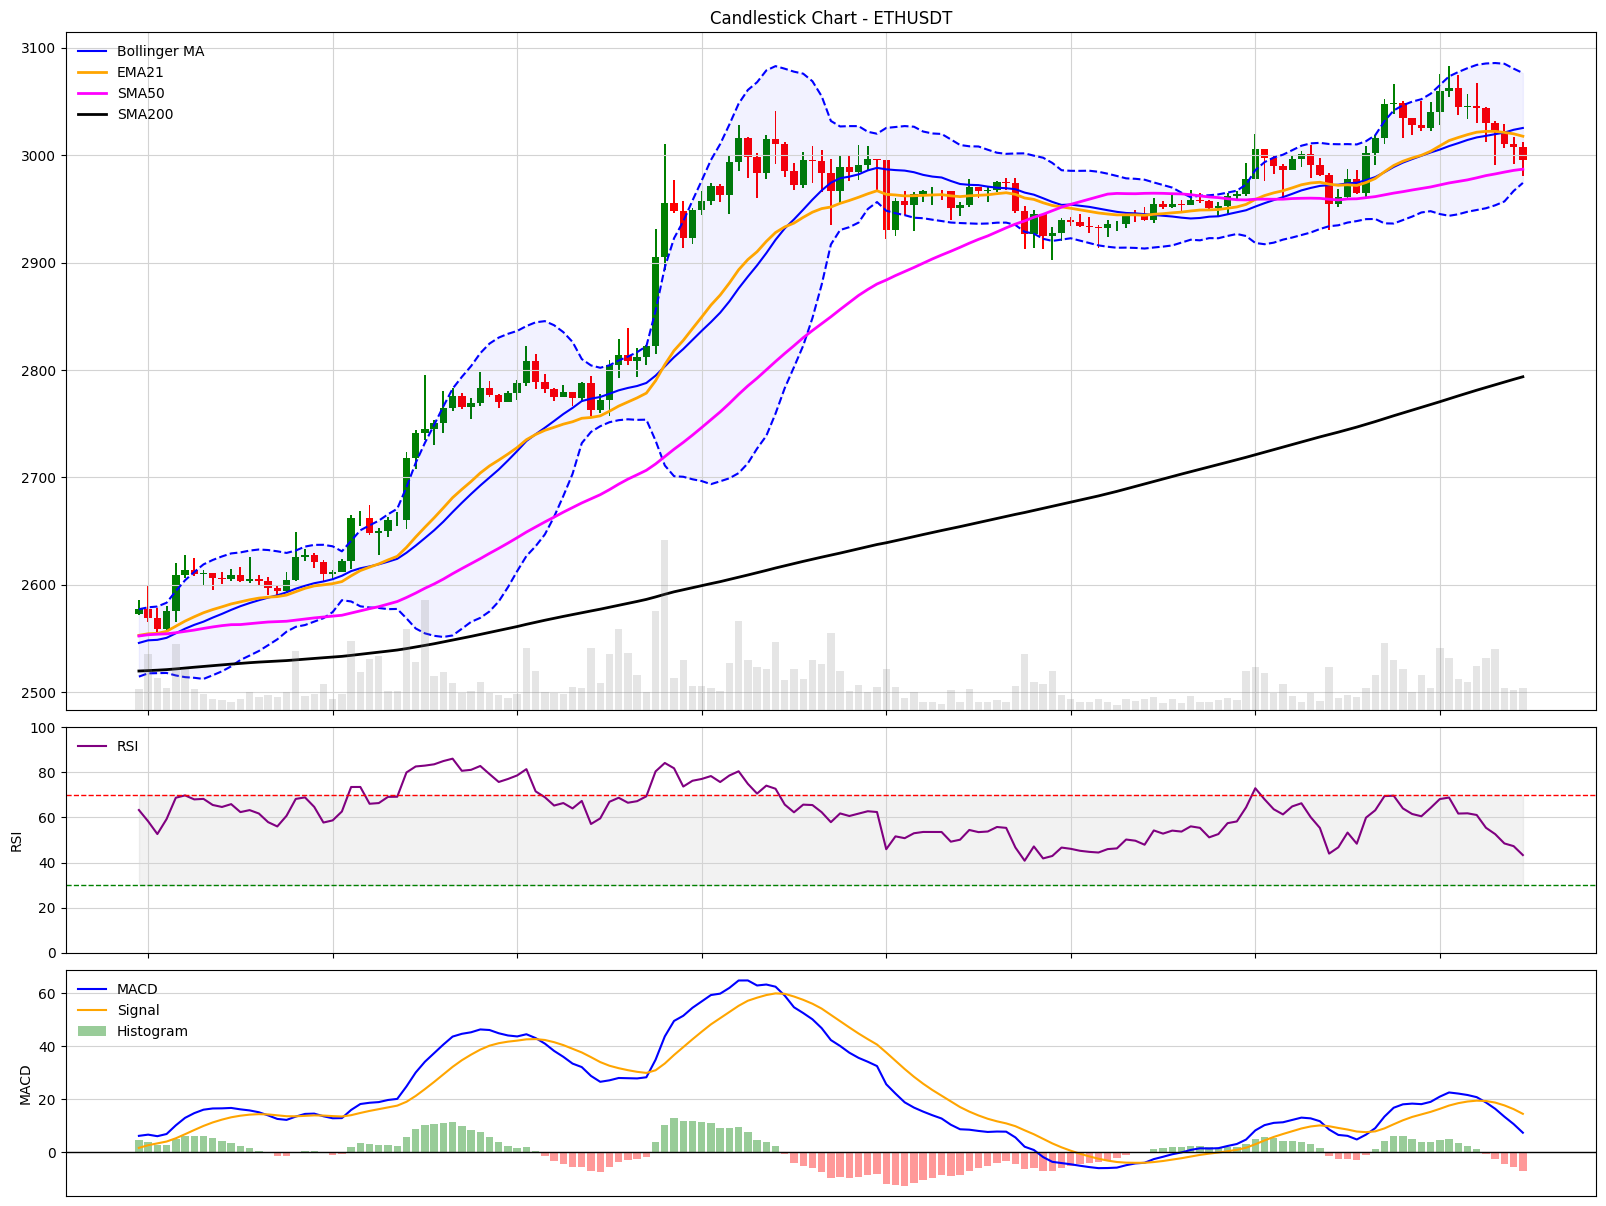 Candlestick Chart - ETHUSDT
3100
3000
2900
2800
2700
2600
2500
Bollinger MA
EMA21
SMA50
SMA200
RSI
100
80
60
40
20
0
RSI
MACD
60
40
20
0
MACD
Signal
Histogram